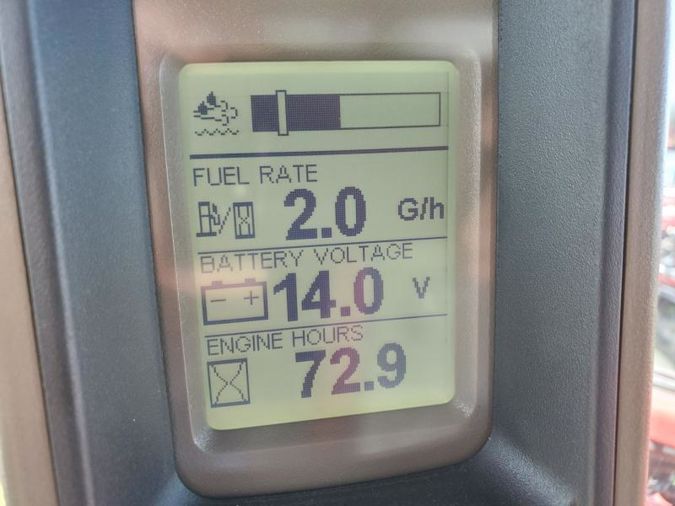 FUEL RATE
2.0 G/h
BATTERY VOLTAGE
- + 14.0 V
ENGINE HOURS
72.9